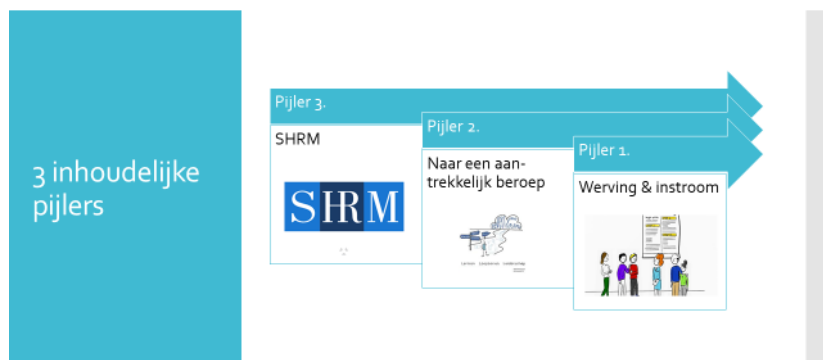 3 inhoudelijke
pijlers
Pijler 3.
SHRM
SHRM
Pijler 2.
Naar een aan-
trekkelijk beroep
Pijler 1.
Werving & instroom